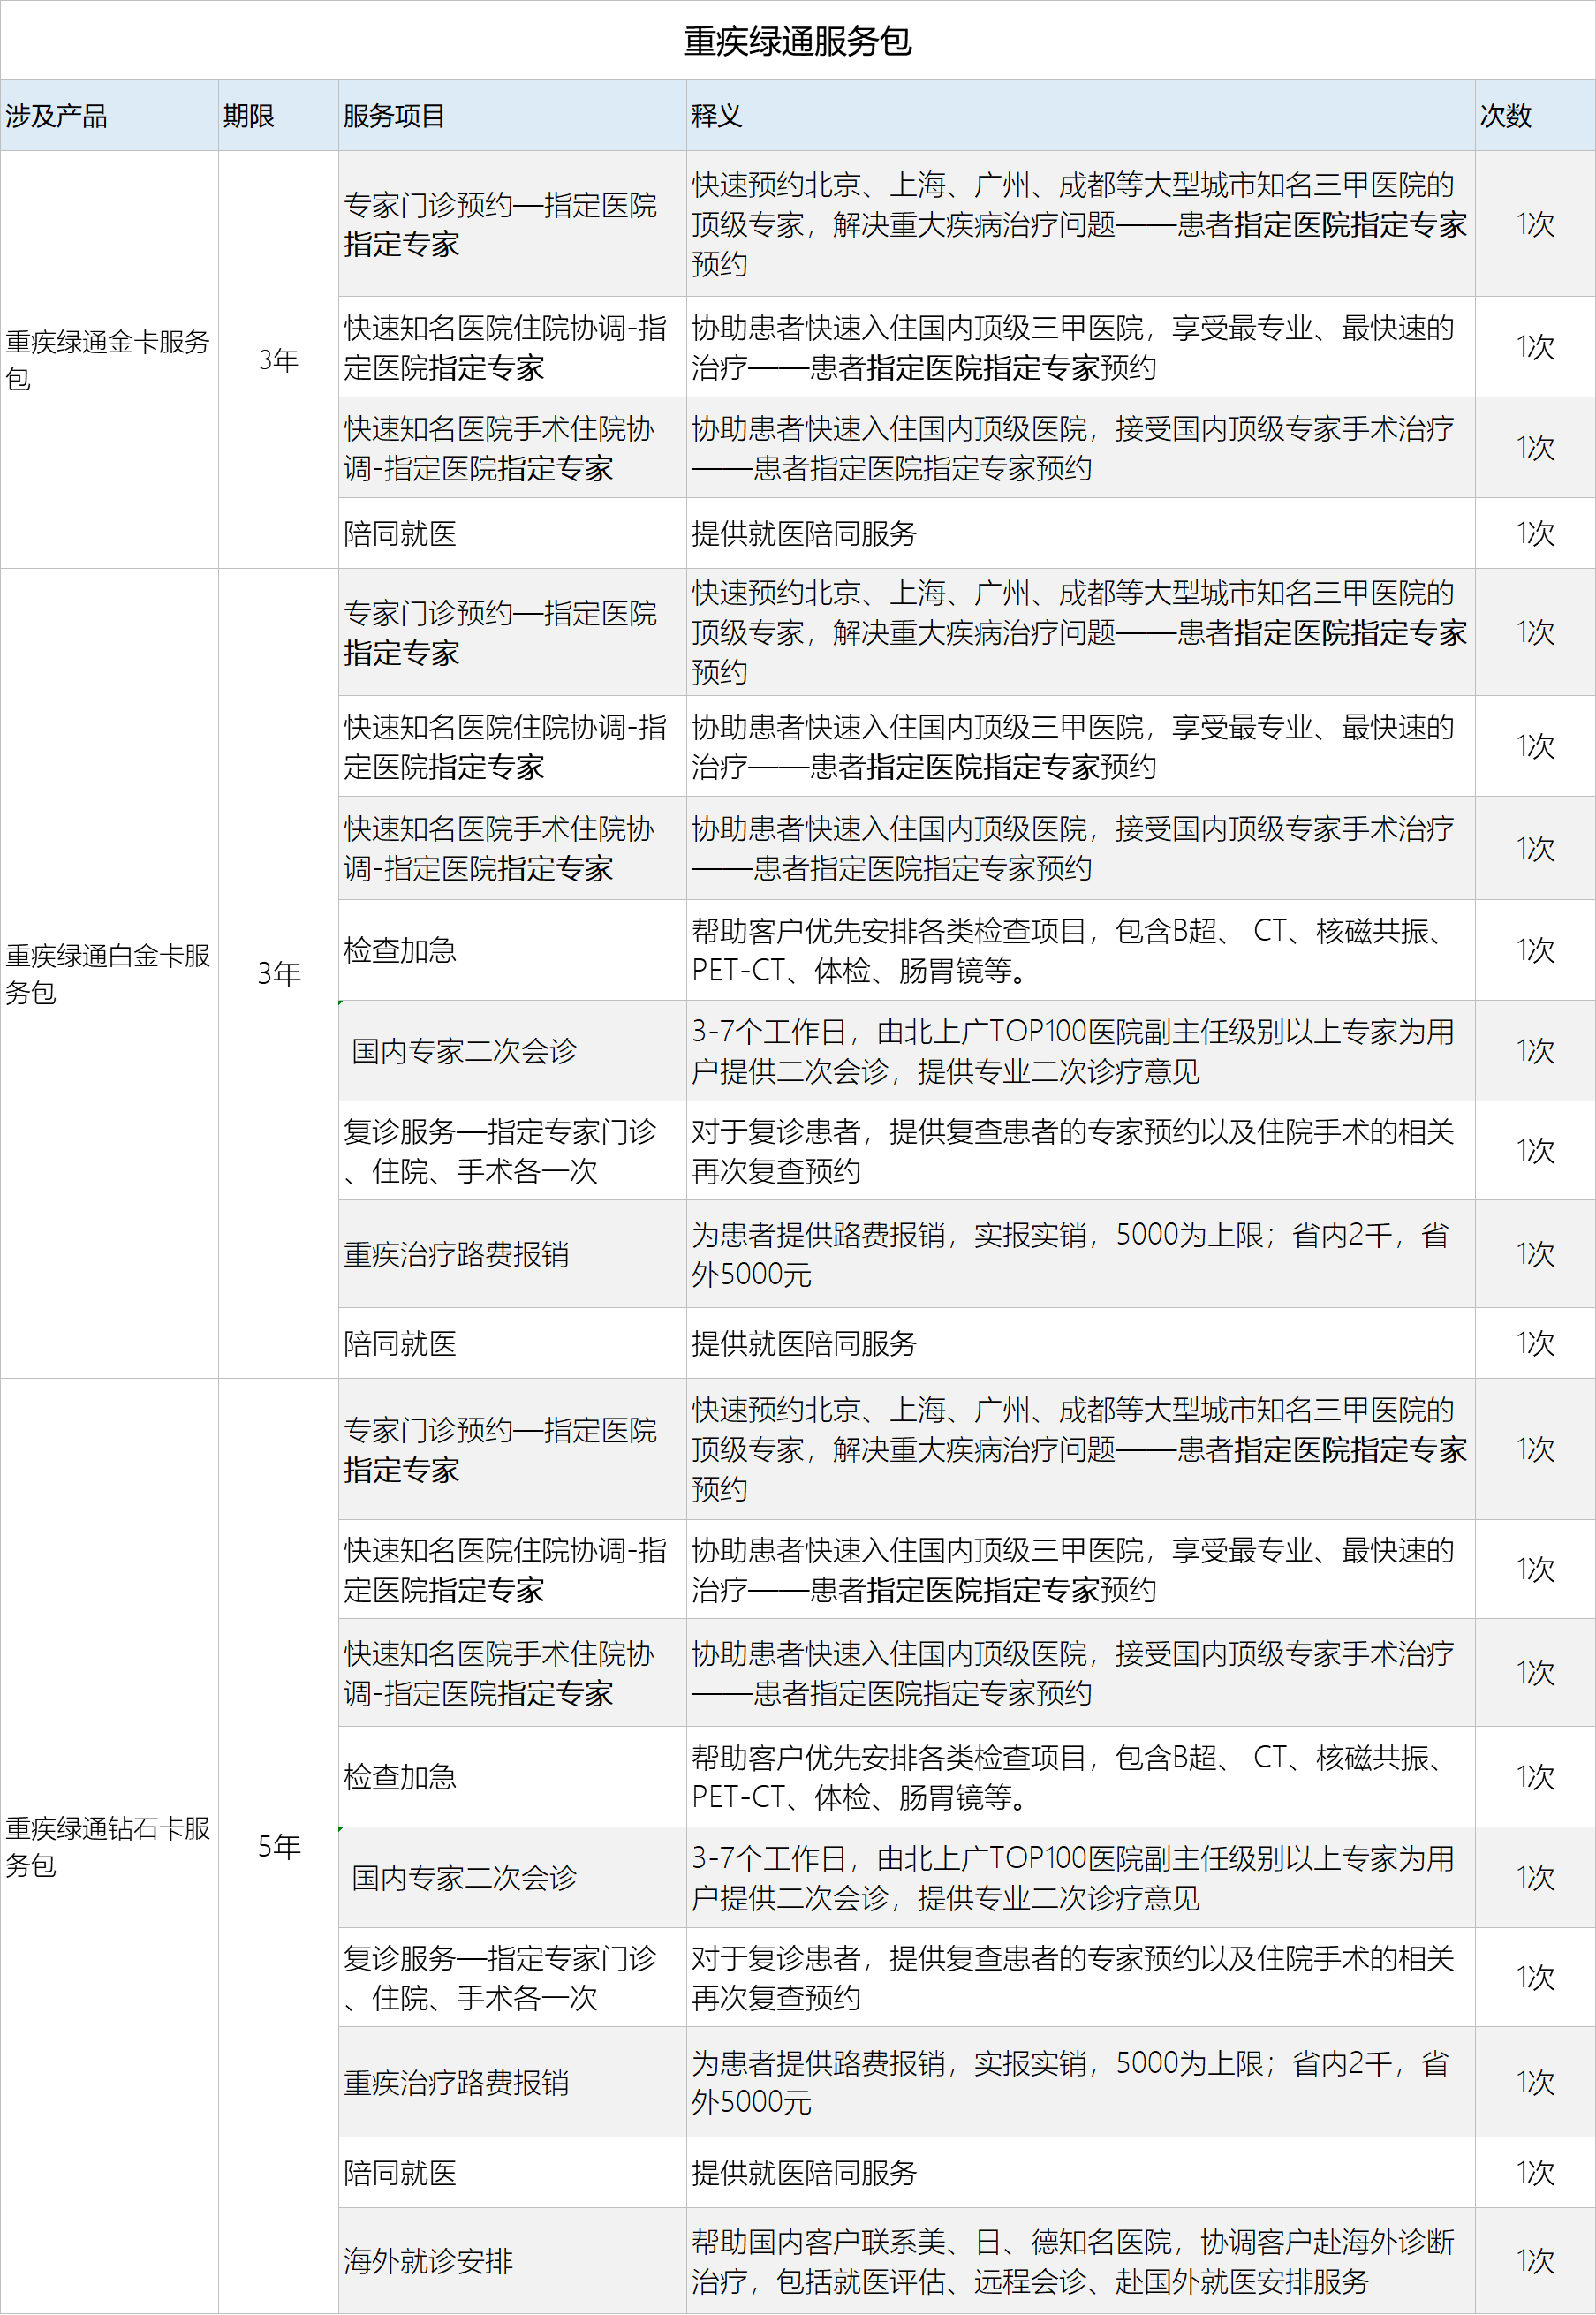 重疾绿通服务包
涉及产品
期限
服务项目
释义
次数
重疾绿通金卡服务
包
3年
专家门诊预约—指定医院
指定专家
快速预约北京、上海、广州、成都等大型城市知名三甲医院的
顶级专家，解决重大疾病治疗问题——患者指定医院指定专家
预约
1次
快速知名医院住院协调-指
定医院指定专家
协助患者快速入住国内顶级三甲医院，享受最专业、最快速的
治疗——患者指定医院指定专家预约
1次
快速知名医院手术住院协
调-指定医院指定专家
协助患者快速入住国内顶级医院，接受国内顶级专家手术治疗
——患者指定医院指定专家预约
1次
陪同就医
提供就医陪同服务
1次
重疾绿通白金卡服
务包
3年
专家门诊预约—指定医院
指定专家
快速预约北京、上海、广州、成都等大型城市知名三甲医院的
顶级专家，解决重大疾病治疗问题——患者指定医院指定专家
预约
1次
快速知名医院住院协调-指
定医院指定专家
协助患者快速入住国内顶级三甲医院，享受最专业、最快速的
治疗——患者指定医院指定专家预约
1次
快速知名医院手术住院协
调-指定医院指定专家
协助患者快速入住国内顶级医院，接受国内顶级专家手术治疗
——患者指定医院指定专家预约
1次
检查加急
帮助客户优先安排各类检查项目，包含B超、 CT、核磁共振、
PET-CT、体检、肠胃镜等。
1次
国内专家二次会诊
3-7个工作日，由北上广TOP100医院副主任级别以上专家为用
户提供二次会诊，提供专业二次诊疗意见
1次
复诊服务—指定专家门诊
、住院、手术各一次
对于复诊患者，提供复查患者的专家预约以及住院手术的相关
再次复查预约
1次
重疾治疗路费报销
为患者提供路费报销，实报实销，5000为上限；省内2千，省
外5000元
1次
陪同就医
提供就医陪同服务
1次
重疾绿通钻石卡服
务包
5年
专家门诊预约—指定医院
指定专家
快速预约北京、上海、广州、成都等大型城市知名三甲医院的
顶级专家，解决重大疾病治疗问题——患者指定医院指定专家
预约
1次
快速知名医院住院协调-指
定医院指定专家
协助患者快速入住国内顶级三甲医院，享受最专业、最快速的
治疗——患者指定医院指定专家预约
1次
快速知名医院手术住院协
调-指定医院指定专家
协助患者快速入住国内顶级医院，接受国内顶级专家手术治疗
——患者指定医院指定专家预约
1次
检查加急
帮助客户优先安排各类检查项目，包含B超、 CT、核磁共振、
PET-CT、体检、肠胃镜等。
1次
国内专家二次会诊
3-7个工作日，由北上广TOP100医院副主任级别以上专家为用
户提供二次会诊，提供专业二次诊疗意见
1次
复诊服务—指定专家门诊
、住院、手术各一次
对于复诊患者，提供复查患者的专家预约以及住院手术的相关
再次复查预约
1次
重疾治疗路费报销
为患者提供路费报销，实报实销，5000为上限；省内2千，省
外5000元
1次
陪同就医
提供就医陪同服务
1次
海外就诊安排
帮助国内客户联系美、日、德知名医院，协调客户赴海外诊断
治疗，包括就医评估、远程会诊、赴国外就医安排服务
1次